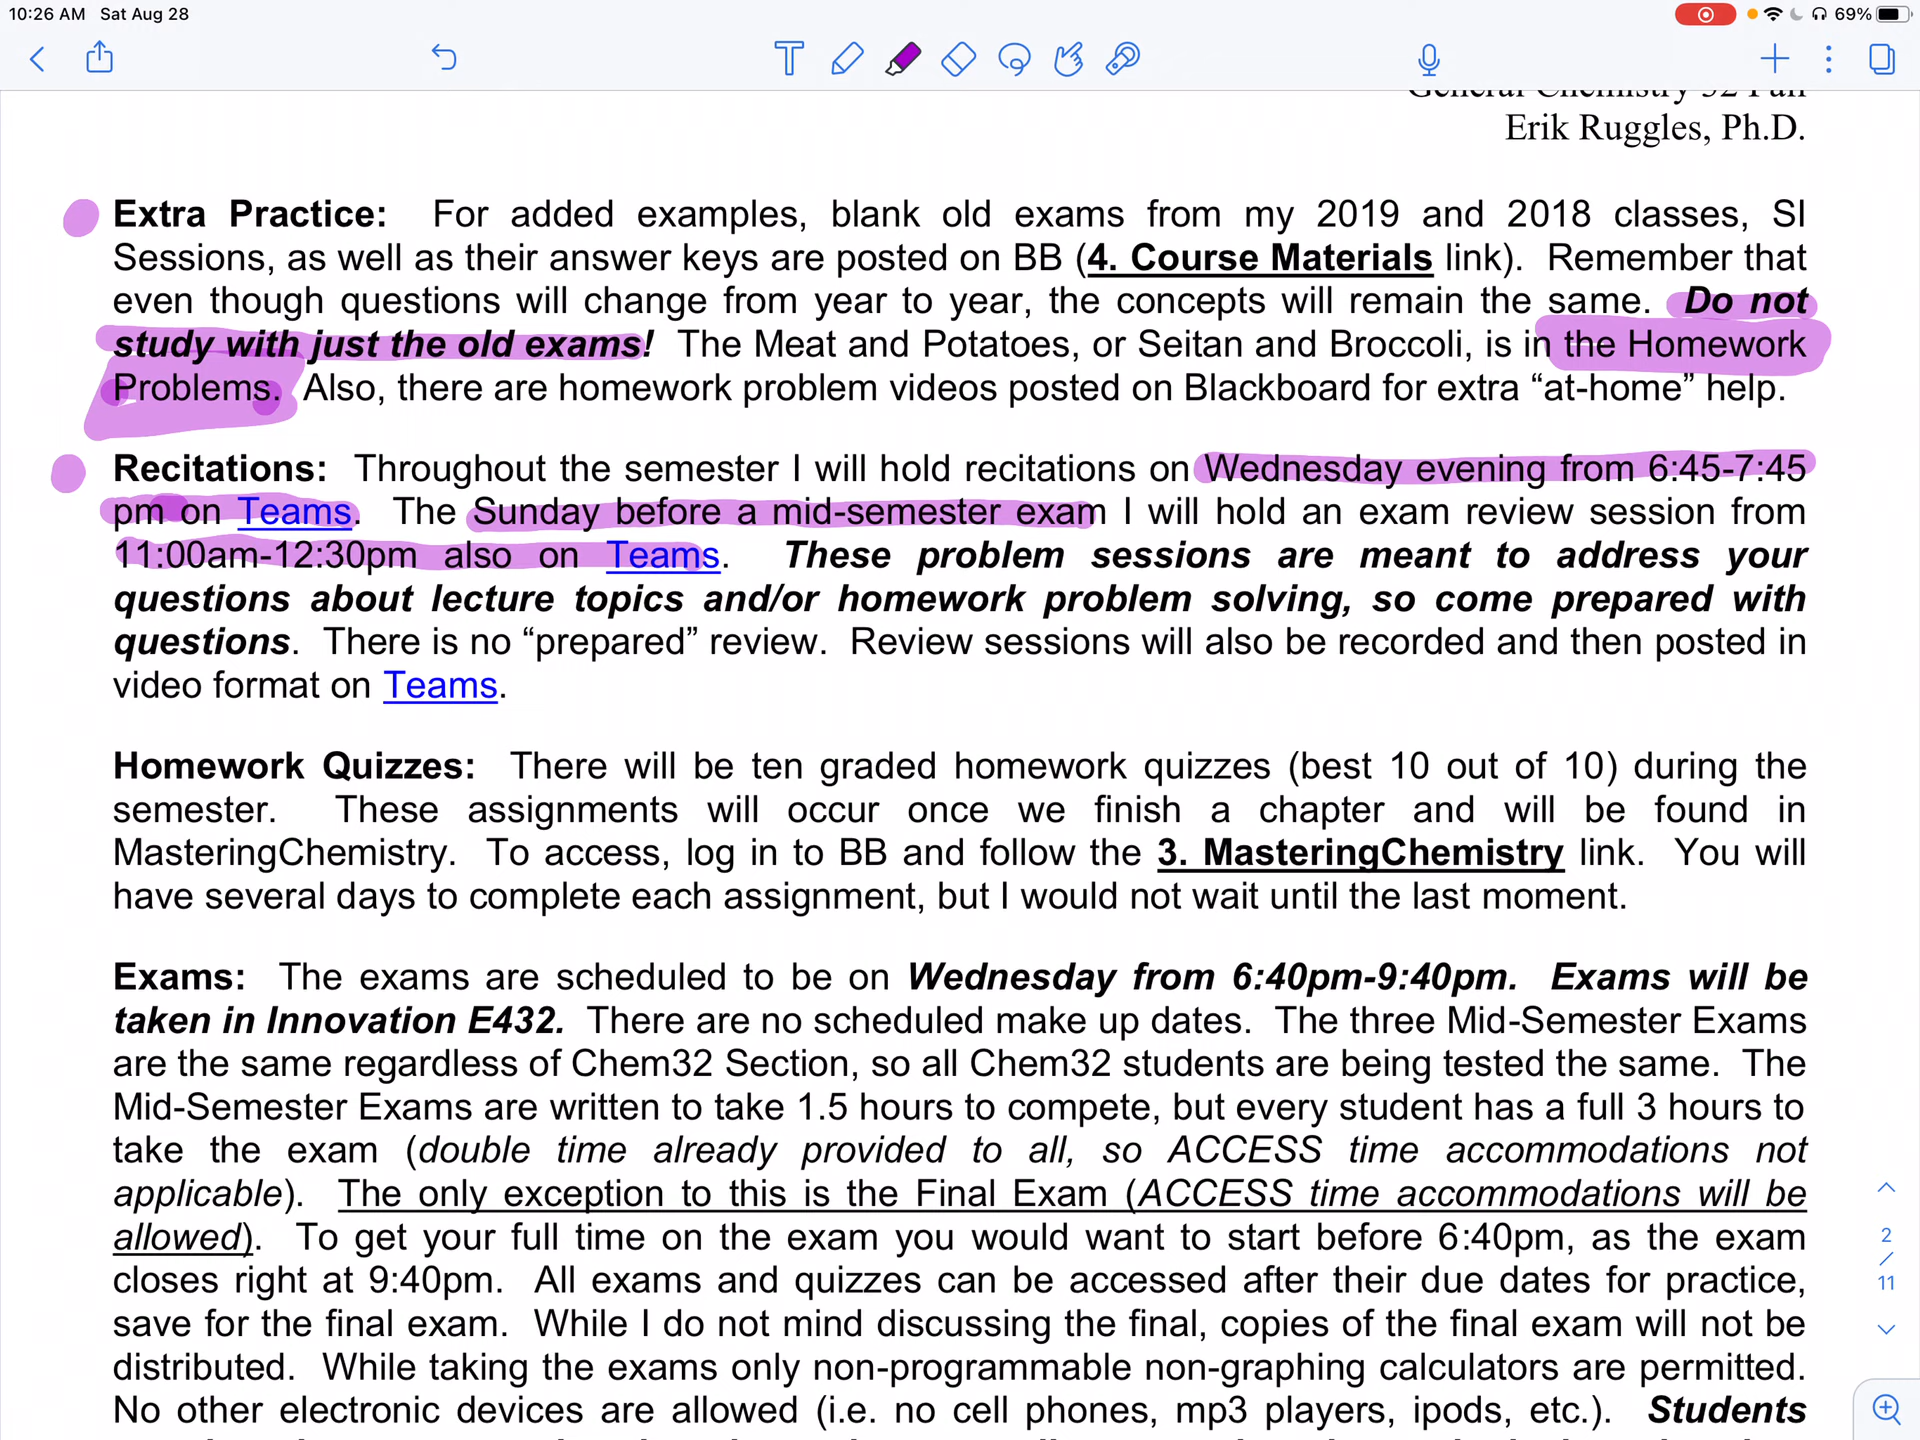 10:26 AM Sat Aug 28
69%
General Chemistry 32 Fall
Erik Ruggles, Ph.D.
Extra Practice: For added examples, blank old exams from my 2019 and 2018 classes, SI
Sessions, as well as their answer keys are posted on BB (4. Course Materials link). Remember that
even though questions will change from year to year, the concepts will remain the same. Do not
study with just the old exams! The Meat and Potatoes, or Seitan and Broccoli, is in the Homework
Problems. Also, there are homework problem videos posted on Blackboard for extra “at-home” help.
Recitations: Throughout the semester I will hold recitations on Wednesday evening from 6:45-7:45
pm on Teams. The Sunday before a mid-semester exam I will hold an exam review session from
11:00am-12:30pm also on Teams. These problem sessions are meant to address your
questions about lecture topics and/or homework problem solving, so come prepared with
questions. There is no “prepared” review. Review sessions will also be recorded and then posted in
video format on Teams.
Homework Quizzes: There will be ten graded homework quizzes (best 10 out of 10) during the
semester. These assignments will occur once we finish a chapter and will be found in
MasteringChemistry. To access, log in to BB and follow the 3. MasteringChemistry link. You will
have several days to complete each assignment, but I would not wait until the last moment.
Exams: The exams are scheduled to be on Wednesday from 6:40pm-9:40pm. Exams will be
taken in Innovation E432. There are no scheduled make up dates. The three Mid-Semester Exams
are the same regardless of Chem32 Section, so all Chem32 students are being tested the same. The
Mid-Semester Exams are written to take 1.5 hours to compete, but every student has a full 3 hours to
take the exam (double time already provided to all, so ACCESS time accommodations not
applicable). The only exception to this is the Final Exam (ACCESS time accommodations will be
allowed). To get your full time on the exam you would want to start before 6:40pm, as the exam
closes right at 9:40pm. All exams and quizzes can be accessed after their due dates for practice,
save for the final exam. While I do not mind discussing the final, copies of the final exam will not be
distributed. While taking the exams only non-programmable non-graphing calculators are permitted.
No other electronic devices are allowed (i.e. no cell phones, mp3 players, ipods, etc.). Students
2
/
11